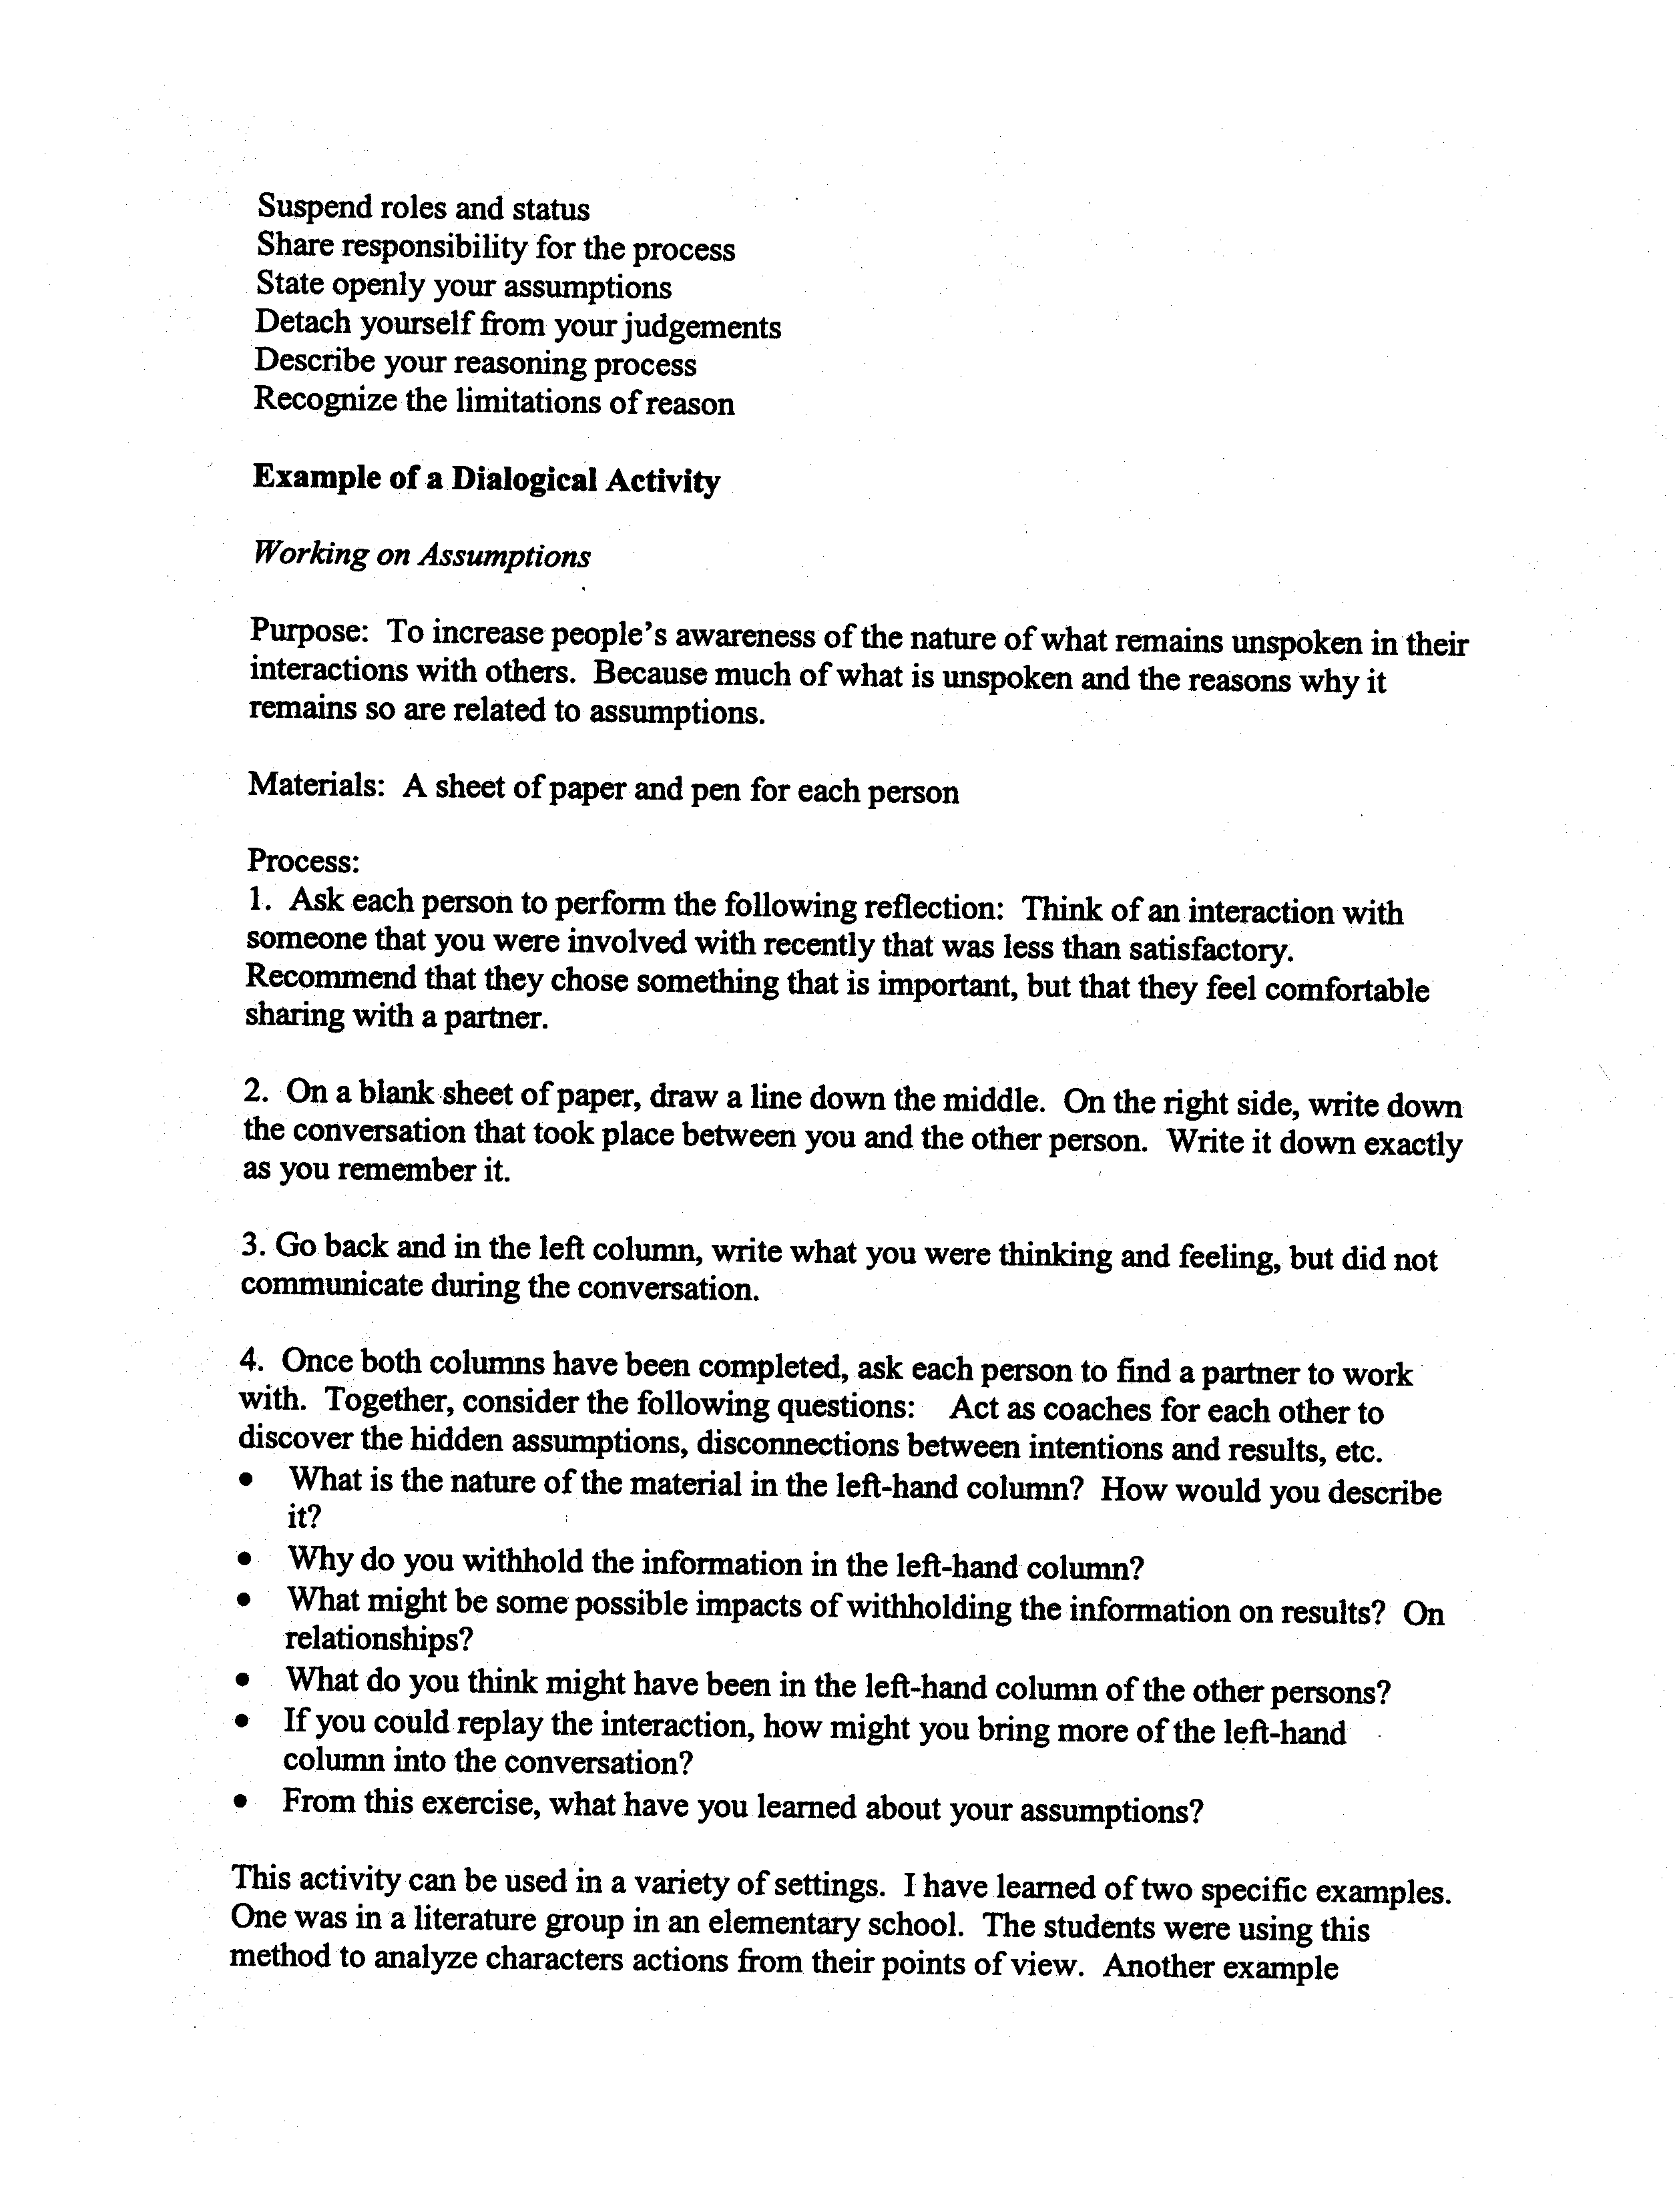 Suspend roles and status
Share responsibility for the process
State openly your assumptions
Detach yourself from your judgements
Describe your reasoning process
Recognize the limitations of reason
Example of a Dialogical Activity
Working on Assumptions
Purpose:  To increase people's awareness of the nature of what remains unspoken in their
interactions with others.  Because much of what is unspoken and the reasons why it
remains so are related to assumptions.
Materials:  A sheet of paper and pen for each person
Process:
1.  Ask each person to perform the following reflection:  Think of an interaction with
someone that you were involved with recently that was less than satisfactory.
Recommend that they chose something that is important, but that they feel comfortable
sharing with a partner.
2.  On a blank sheet of paper, draw a line down the middle.  On the right side, write down
the conversation that took place between you and the other person.  Write it down exactly
as you remember it.
3. Go back and in the left column, write what you were thinking and feeling, but did not
communicate during the conversation.
4.  Once both columns have been completed, ask each person to find a partner to work
with.  Together, consider the following questions:    Act as coaches for each other to
discover the hidden assumptions, disconnections between intentions and results, etc.
• What is the nature of the material in the left-hand column?  How would you describe
it?
• Why do you withhold the information in the left-hand column?
• What might be some possible impacts of withholding the information on results?  On
relationships?
• What do you think might have been in the left-hand column of the other persons?
• If you could replay the interaction, how might you bring more of the left-hand
column into the conversation?
• From this exercise, what have you learned about your assumptions?
This activity can be used in a variety of settings.  I have learned of two specific examples.
One was in a literature group in an elementary school.  The students were using this
method to analyze characters actions from their points of view.  Another example